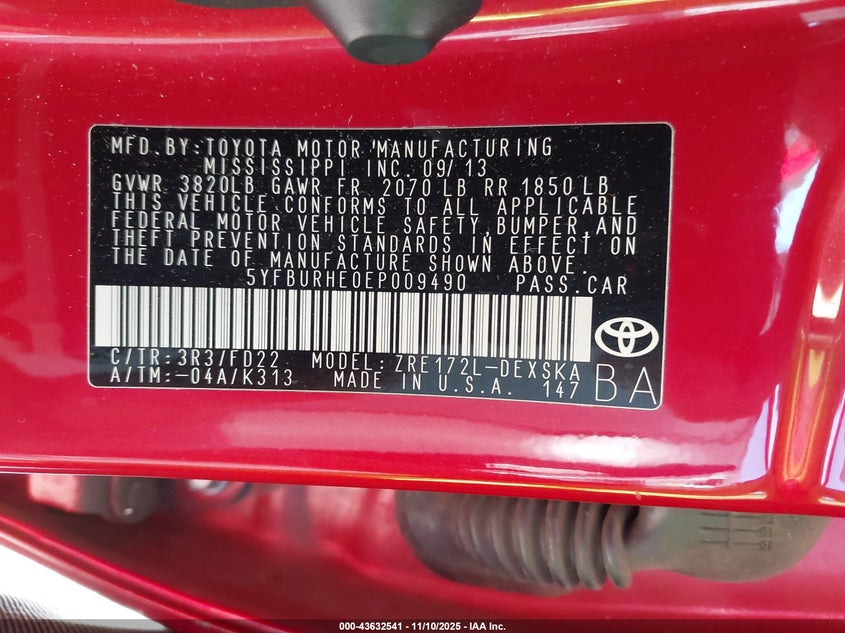 MFD.BY:TOYOTA MOTOR MANUFACTURING
MISSISSIPPI INC. 09/13
GVWR 3820LB GAWR FR 2070 LB RR 1850 LB
THIS VEHICLE CONFORMS TO ALL APPLICABLE
FEDERAL MOTOR VEHICLE SAFETY,BUMPER,AND
THEFT PREVENTION STANDARDS IN EFFECT ON
THE DATE OF MANUFACTURE SHOWN ABOVE.
5YFBURHE0EP009490 PASS.CAR
C/TR:3R3/FD22 MODEL:ZRE172L-DEXSKA
A/TM:-04A/K313 MADE IN U.S.A. 147
BA
000-43632541 — 11/10/2025 — IAA Inc.